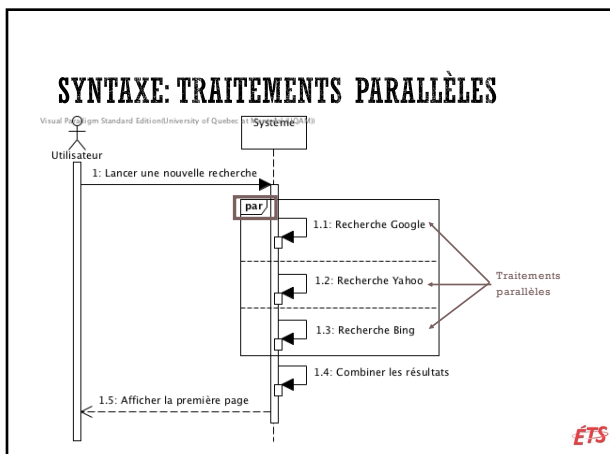 SYNTAXE: TRAITEMENTS PARALLÈLES
Visual Paradigm Standard Edition(University of Quebec at
Système
Utilisateur
1: Lancer une nouvelle recherche
par
1.1: Recherche Google
1.2: Recherche Yahoo
Traitements
parallèles
1.3: Recherche Bing
1.4: Combiner les résultats
1.5: Afficher la première page
ÉTS